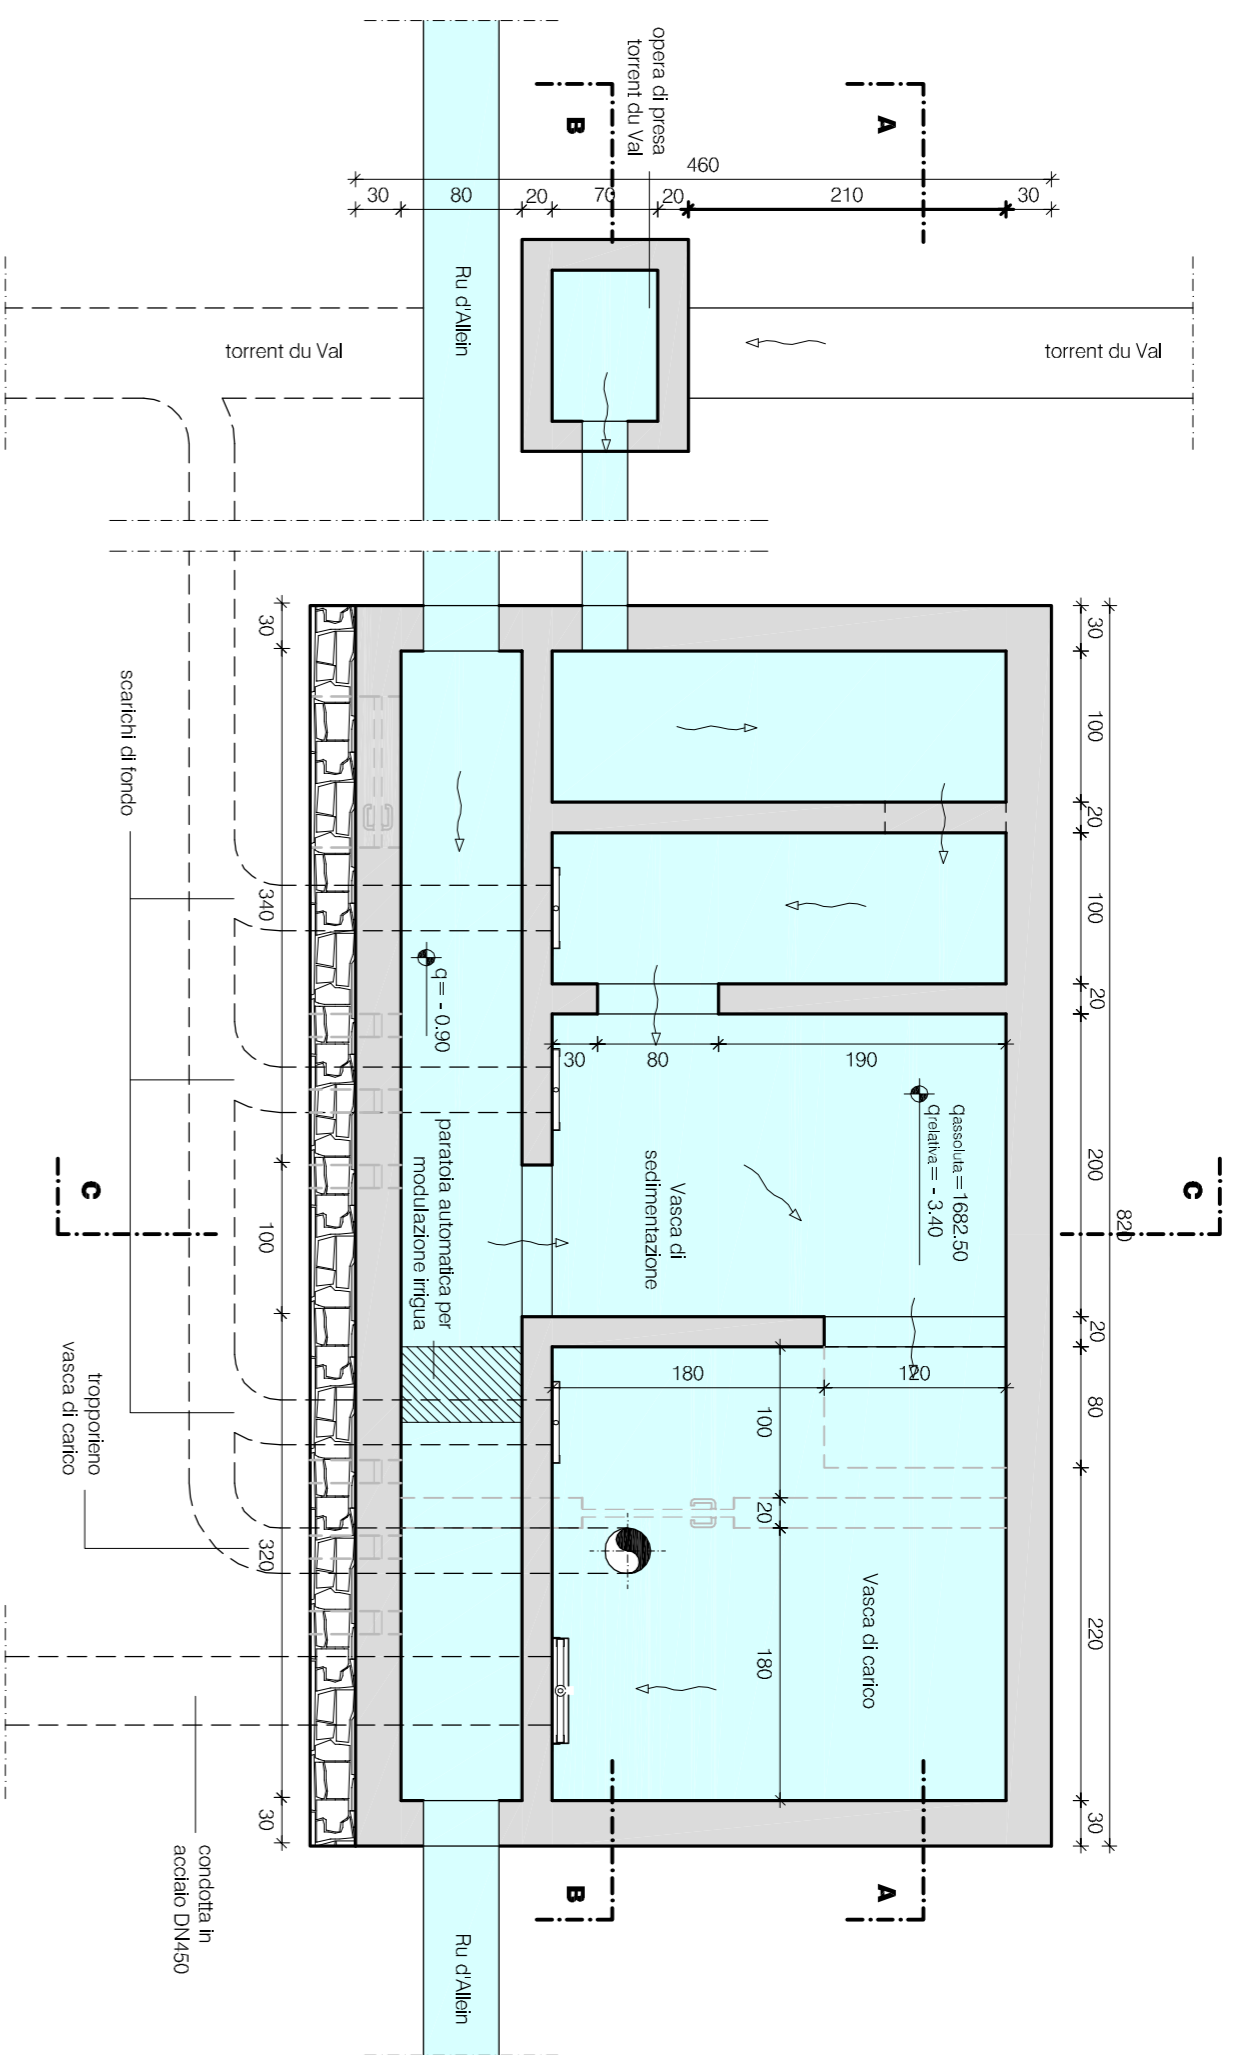 opera di presa
torrent du Val
B
A
460
30
80
20
70
20
210
30
Ru d'Allein
torrent du Val
torrent du Val
30
340
100
320
30
30
100
20
100
20
200
20
80
220
30
820
scarichi di fondo
q= - 0.90
30
80
190
qassoluta=1682.50
qrelativa= - 3.40
C
C
Vasca di
sedimentazione
paratoia automatica per
modulazione irrigua
180
120
100
20
180
Vasca di carico
tropporieno
vasca di carico
condotta in
acciaio DN450
B
A
Ru d'Allein